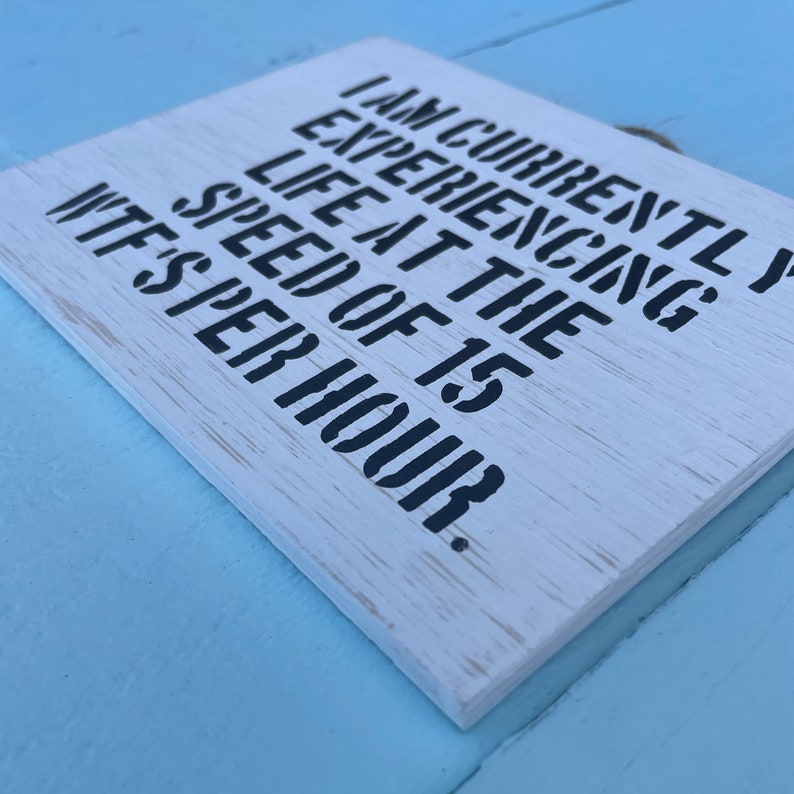 I AM CURRENTLY
EXPERIENCING
LIFE AT THE
SPEED OF 15
WTF'S PER HOUR.